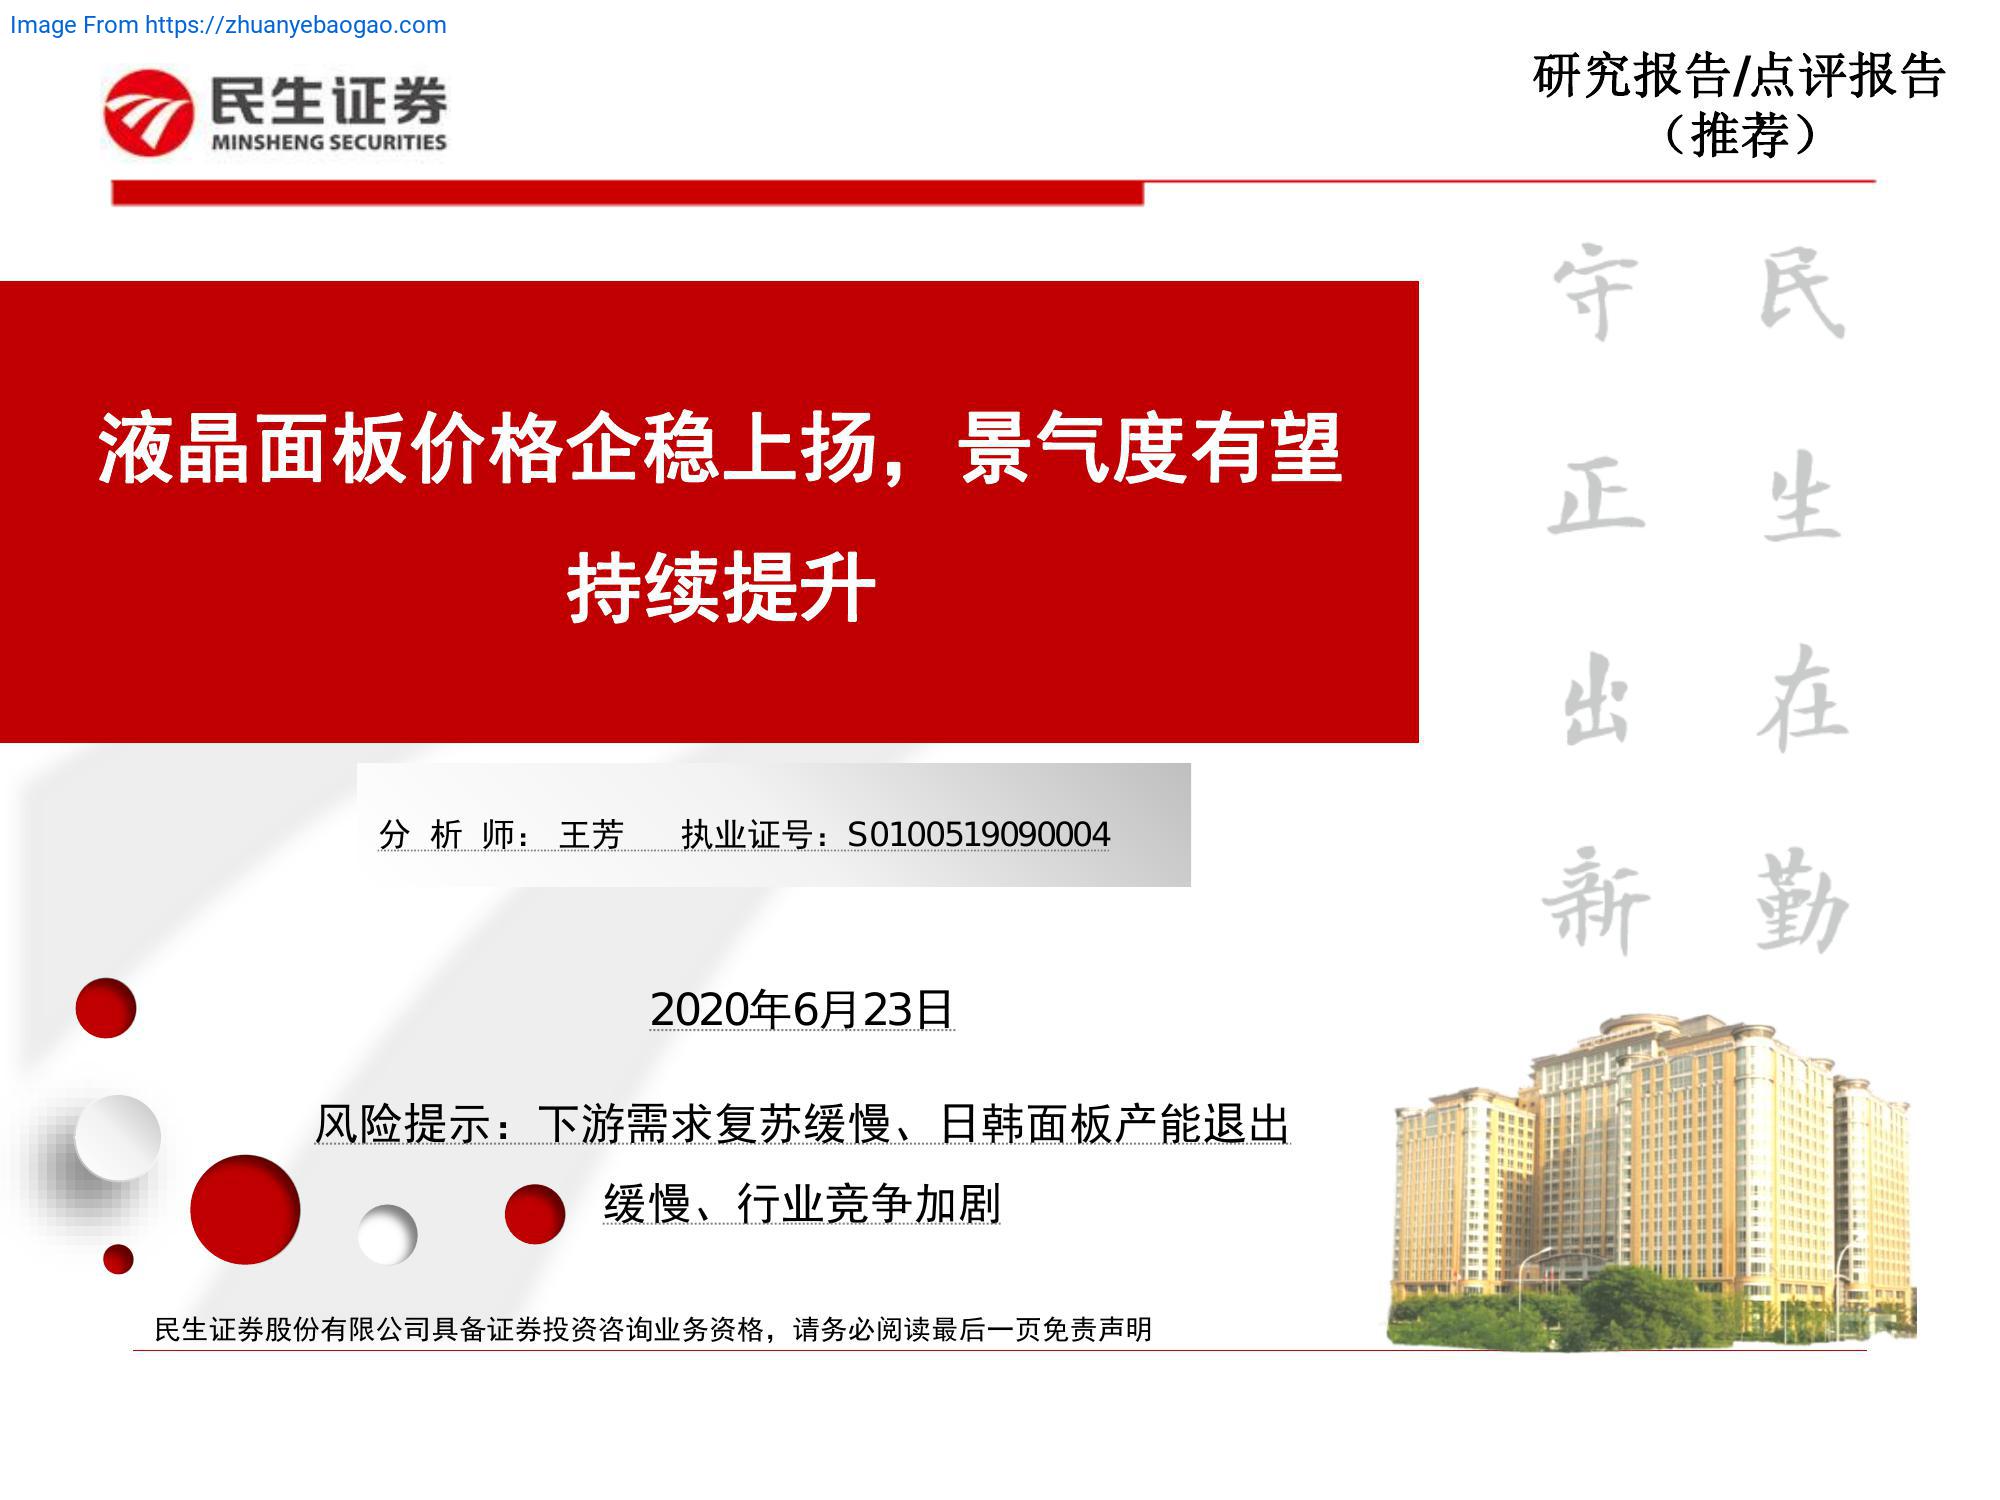 Image From https://zhuanyebaogao.com
民生证券
MINSHENG SECURITIES
研究报告/点评报告
（推荐）
液晶面板价格企稳上扬，景气度有望
持续提升
民生在勤
守正出新
分 析 师： 王芳 执业证号：S0100519090004
2020年6月23日
风险提示：下游需求复苏缓慢、日韩面板产能退出
缓慢、行业竞争加剧
民生证券股份有限公司具备证券投资咨询业务资格，请务必阅读最后一页免责声明